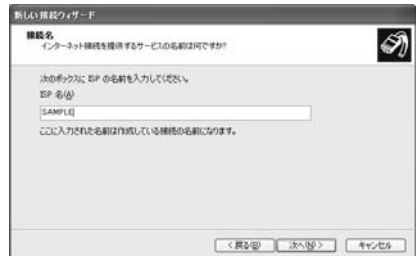 新しい接続ウィザード
接続名
インターネット接続を提供するサービスの名前は何ですか?
次のボックスに ISP の名前を入力してください。
ISP 名(A)
SAMPLE
ここに入力された名前は作成している接続の名前になります。
< 戻る(B)
次へ(N) >
キャンセル